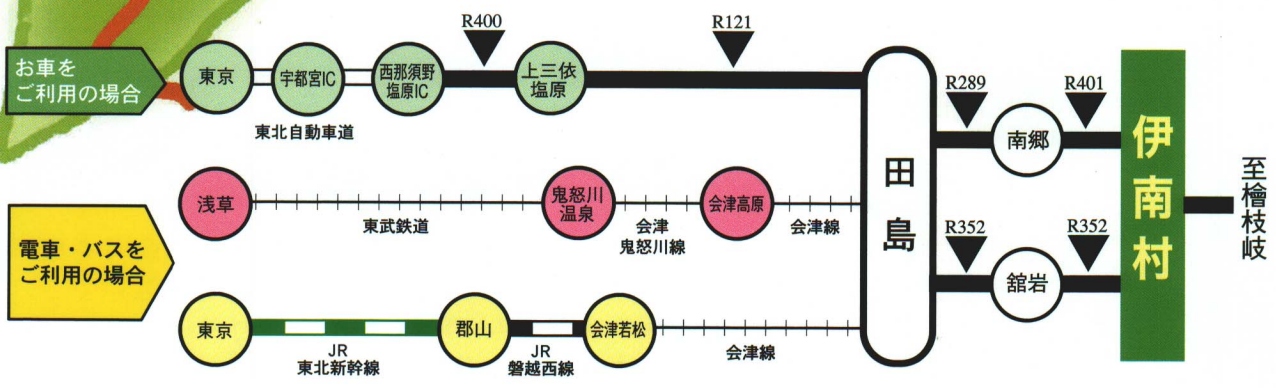 お車を
ご利用の場合
東京
宇都宮IC
西那須野
塩原IC
R400
上三依
塩原
R121
東北自動車道
電車・バスを
ご利用の場合
浅草
東武鉄道
鬼怒川
温泉
会津
鬼怒川線
会津高原
会津線
東京
JR
東北新幹線
郡山
JR
磐越西線
会津若松
会津線
田島
R289
南郷
R401
R352
舘岩
R352
伊南村
至檜枝岐